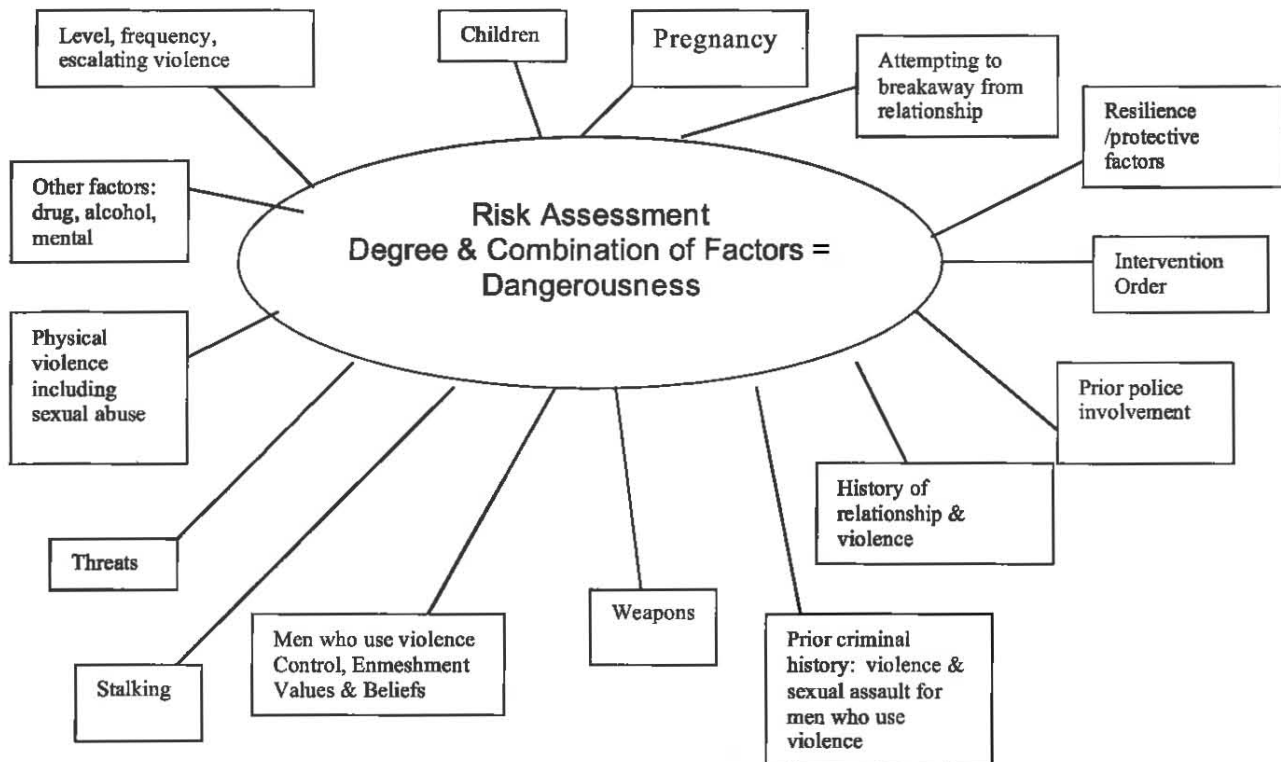 Level, frequency,
escalating violence
Children
Pregnancy
Attempting to
breakaway from
relationship
Resilience
/protective
factors
Other factors:
drug, alcohol,
mental
Risk Assessment
Degree & Combination of Factors =
Dangerousness
Intervention
Order
Physical
violence
including
sexual abuse
Prior police
involvement
History of
relationship &
violence
Threats
Weapons
Men who use violence
Control, Enmeshment
Values & Beliefs
Prior criminal
history: violence &
sexual assault for
men who use
violence
Stalking